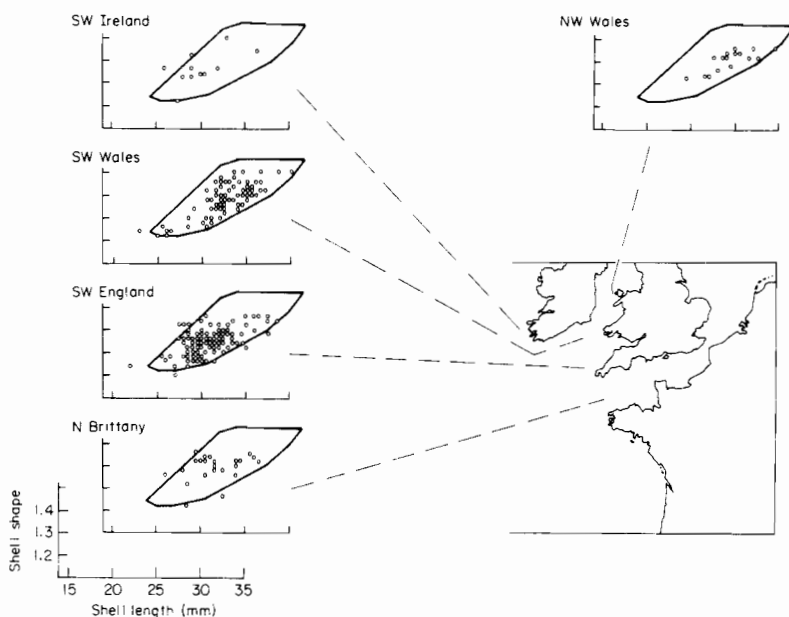 SW Ireland
NW Wales
SW Wales
SW England
N Brittany
Shell shape
1.4
1.3
1.2
15 20 25 30 35
Shell length (mm)